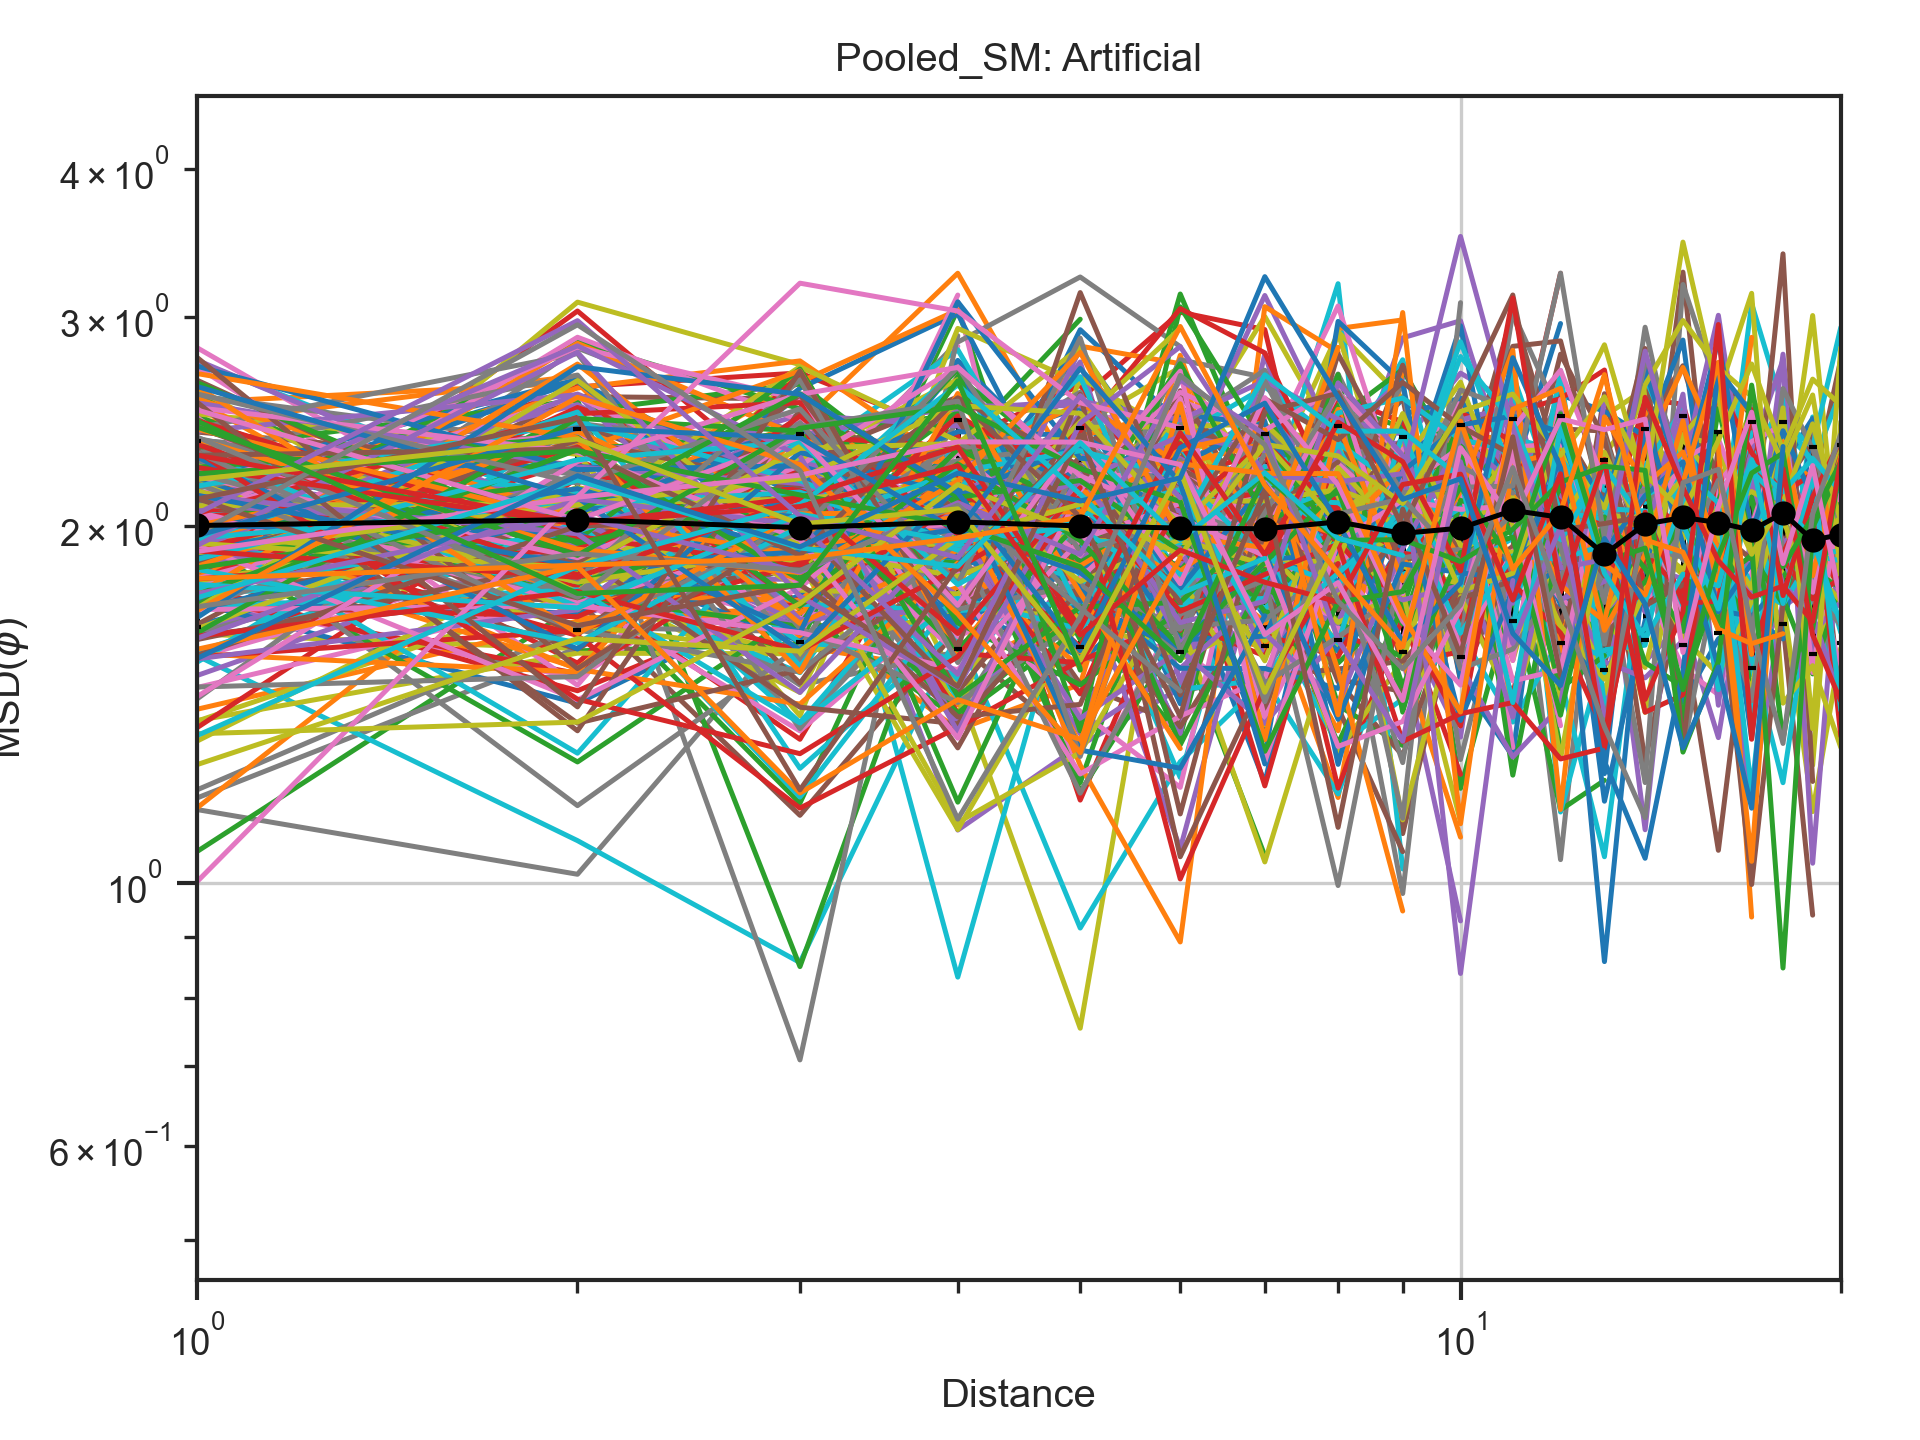 Pooled_SM: Artificial
4 × 10⁰
3 × 10⁰
2 × 10⁰
10⁰
6 × 10⁻¹
MSD(ϕ)
10⁰
10¹
Distance